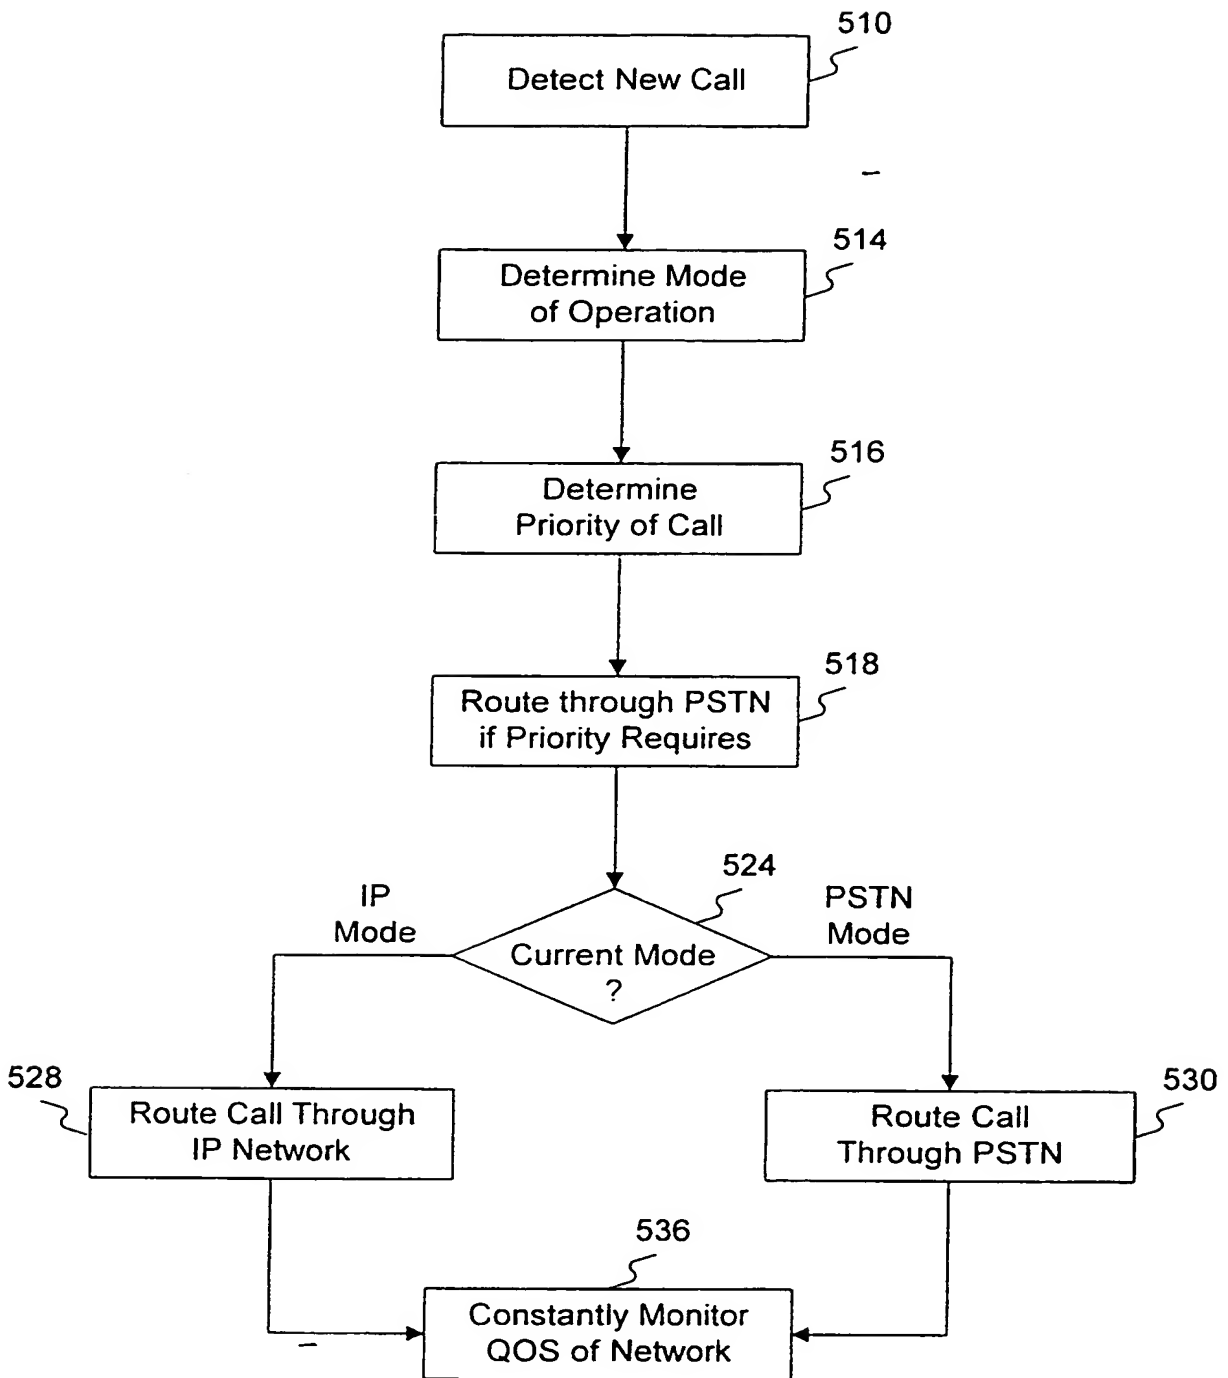 510
Detect New Call
514
Determine Mode
of Operation
516
Determine
Priority of Call
518
Route through PSTN
if Priority Requires
524
IP
Mode
PSTN
Mode
Current Mode
?
528
Route Call Through
IP Network
530
Route Call
Through PSTN
536
Constantly Monitor
QOS of Network